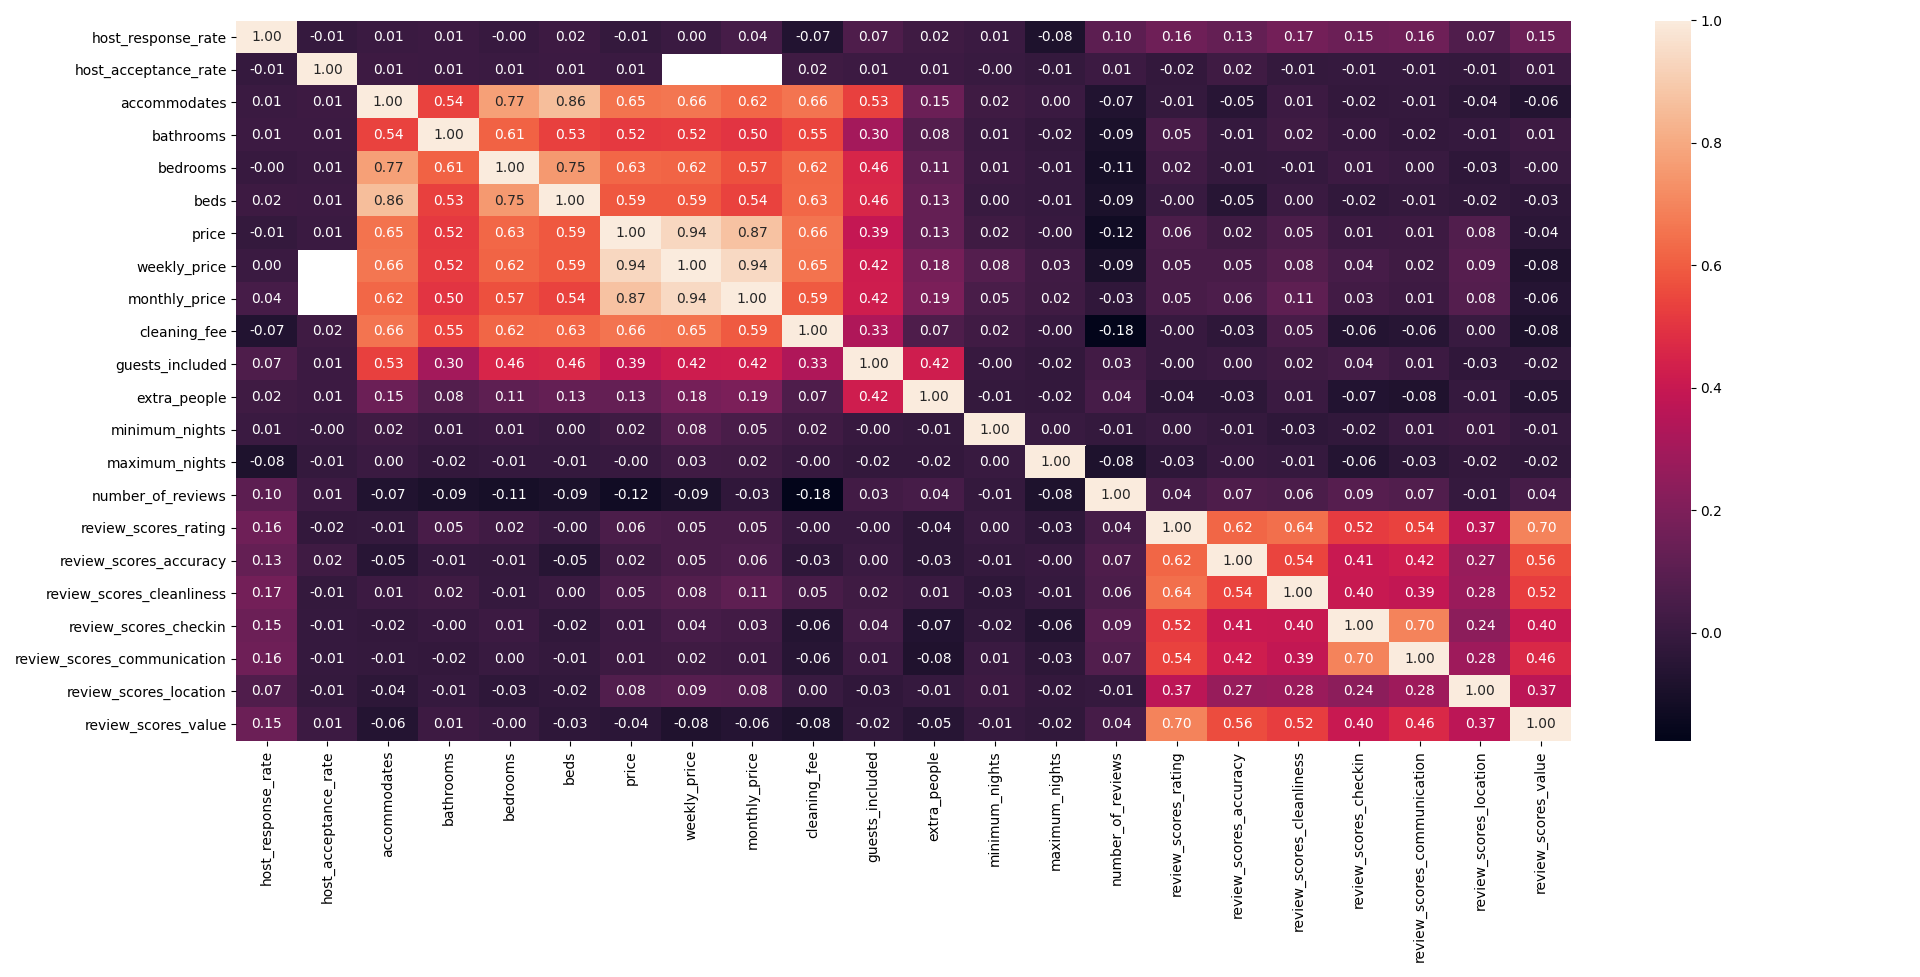 host_response_rate 1.00 -0.01 0.01 0.01 -0.00 0.02 -0.01 0.00 0.04 -0.07 0.07 0.02 0.01 -0.08 0.10 0.16 0.13 0.17 0.15 0.16 0.07 0.15 1.0
host_acceptance_rate -0.01 1.00 0.01 0.01 0.01 0.01 0.01 0.02 0.01 0.01 -0.00 -0.01 0.01 -0.02 0.02 -0.01 -0.01 -0.01 -0.01 0.01
accommodates 0.01 0.01 1.00 0.54 0.77 0.86 0.65 0.66 0.62 0.66 0.53 0.15 0.02 0.00 -0.07 -0.01 -0.05 0.01 -0.02 -0.01 -0.04 -0.06
bathrooms 0.01 0.01 0.54 1.00 0.61 0.53 0.52 0.52 0.50 0.55 0.30 0.08 0.01 -0.02 -0.09 0.05 -0.01 0.02 -0.00 -0.02 -0.01 0.01 0.8
bedrooms -0.00 0.01 0.77 0.61 1.00 0.75 0.63 0.62 0.57 0.62 0.46 0.11 0.01 -0.01 -0.11 0.02 -0.01 -0.01 0.01 0.00 -0.03 -0.00
beds 0.02 0.01 0.86 0.53 0.75 1.00 0.59 0.59 0.54 0.63 0.46 0.13 0.00 -0.01 -0.09 -0.00 -0.05 0.00 -0.02 -0.01 -0.02 -0.03
price -0.01 0.01 0.65 0.52 0.63 0.59 1.00 0.94 0.87 0.66 0.39 0.13 0.02 -0.00 -0.12 0.06 0.02 0.05 0.01 0.01 0.08 -0.04
weekly_price 0.00 0.66 0.52 0.62 0.59 0.94 1.00 0.94 0.65 0.42 0.18 0.08 0.03 -0.09 0.05 0.05 0.08 0.04 0.02 0.09 -0.08 0.6
monthly_price 0.04 0.62 0.50 0.57 0.54 0.87 0.94 1.00 0.59 0.42 0.19 0.05 0.02 -0.03 0.05 0.06 0.11 0.03 0.01 0.08 -0.06
cleaning_fee -0.07 0.02 0.66 0.55 0.62 0.63 0.66 0.65 0.59 1.00 0.33 0.07 0.02 -0.00 -0.18 -0.00 -0.03 0.05 -0.06 -0.06 0.00 -0.08
guests_included 0.07 0.01 0.53 0.30 0.46 0.46 0.39 0.42 0.42 0.33 1.00 0.42 -0.00 -0.02 0.03 -0.00 0.00 0.02 0.04 0.01 -0.03 -0.02 0.4
extra_people 0.02 0.01 0.15 0.08 0.11 0.13 0.13 0.18 0.19 0.07 0.42 1.00 -0.01 -0.02 0.04 -0.04 -0.03 0.01 -0.07 -0.08 -0.01 -0.05
minimum_nights 0.01 -0.00 0.02 0.01 0.01 0.00 0.02 0.08 0.05 0.02 -0.00 -0.01 1.00 0.00 -0.01 0.00 -0.01 -0.03 -0.02 0.01 0.01 -0.01
maximum_nights -0.08 -0.01 0.00 -0.02 -0.01 -0.01 -0.00 0.03 0.02 -0.00 -0.02 -0.02 0.00 1.00 -0.08 -0.03 -0.00 -0.01 -0.06 -0.03 -0.02 -0.02
number_of_reviews 0.10 0.01 -0.07 -0.09 -0.11 -0.09 -0.12 -0.09 -0.03 -0.18 0.03 0.04 -0.01 -0.08 1.00 0.04 0.07 0.06 0.09 0.07 -0.01 0.04 0.2
review_scores_rating 0.16 -0.02 -0.01 0.05 0.02 -0.00 0.06 0.05 0.05 -0.00 -0.00 -0.04 0.00 -0.03 0.04 1.00 0.62 0.64 0.52 0.54 0.37 0.70
review_scores_accuracy 0.13 0.02 -0.05 -0.01 -0.01 -0.05 0.02 0.05 0.06 -0.03 0.00 -0.03 -0.01 -0.00 0.07 0.62 1.00 0.54 0.41 0.42 0.27 0.56
review_scores_cleanliness 0.17 -0.01 0.01 0.02 -0.01 0.00 0.05 0.08 0.11 0.05 0.02 0.01 -0.03 -0.01 0.06 0.64 0.54 1.00 0.40 0.39 0.28 0.52
review_scores_checkin 0.15 -0.01 -0.02 -0.00 0.01 -0.02 0.01 0.04 0.03 -0.06 0.04 -0.07 -0.02 -0.06 0.09 0.52 0.41 0.40 1.00 0.70 0.24 0.40 0.0
review_scores_communication 0.16 -0.01 -0.01 -0.02 0.00 -0.01 0.01 0.02 0.01 -0.06 0.01 -0.08 0.01 -0.03 0.07 0.54 0.42 0.39 0.70 1.00 0.28 0.46
review_scores_location 0.07 -0.01 -0.04 -0.01 -0.03 -0.02 0.08 0.09 0.08 0.00 -0.03 -0.01 0.01 -0.02 -0.01 0.37 0.27 0.28 0.24 0.28 1.00 0.37
review_scores_value 0.15 0.01 -0.06 0.01 -0.00 -0.03 -0.04 -0.08 -0.06 -0.08 -0.02 -0.05 -0.01 -0.02 0.04 0.70 0.56 0.52 0.40 0.46 0.37 1.00
host_response_rate
host_acceptance_rate
accommodates
bathrooms
bedrooms
beds
price
weekly_price
monthly_price
cleaning_fee
guests_included
extra_people
minimum_nights
maximum_nights
number_of_reviews
review_scores_rating
review_scores_accuracy
review_scores_cleanliness
review_scores_checkin
review_scores_communication
review_scores_location
review_scores_value